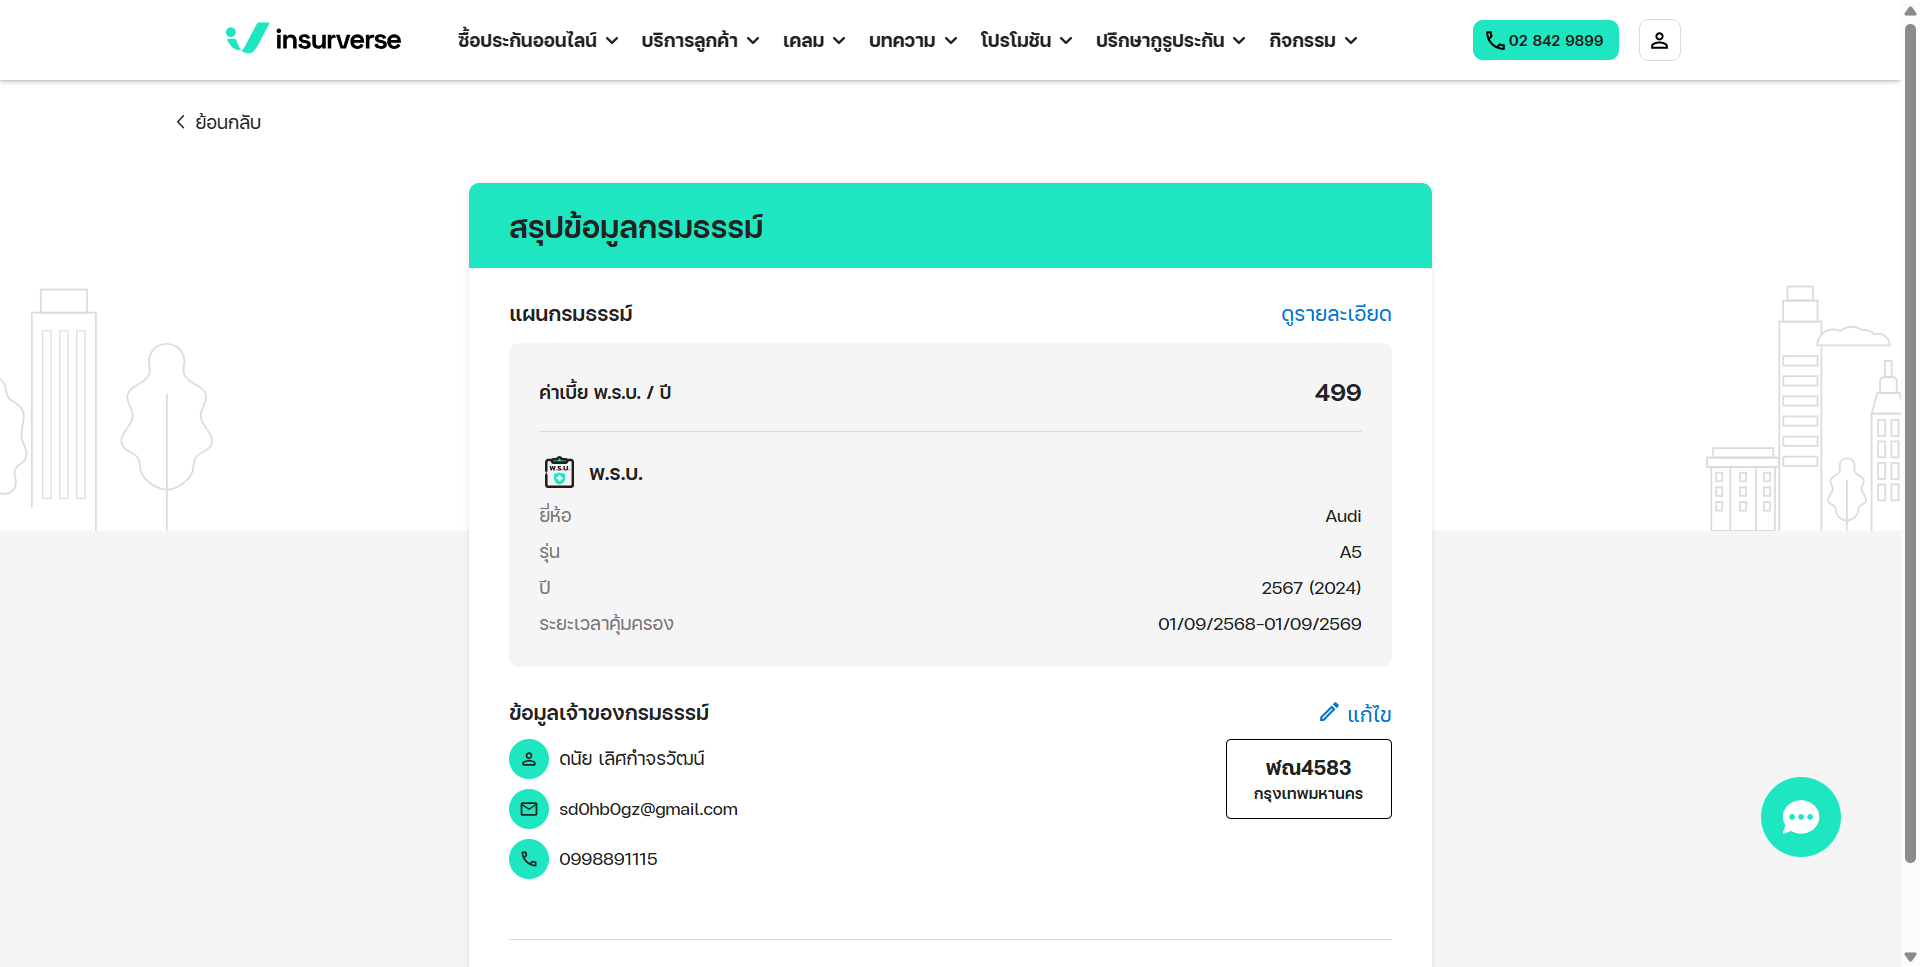 insurverse
ซื้อประกันออนไลน์ บริการลูกค้า เคลม บทความ โปรโมชัน ปรึกษากูรูประกัน กิจกรรม
02 842 9899
ย้อนกลับ
สรุปข้อมูลกรมธรรม์
แผนกรมธรรม์ ดูรายละเอียด
ค่าเบี้ย พ.ร.บ. / ปี 499
พ.ร.บ. พ.ร.บ.
ยี่ห้อ Audi
รุ่น A5
ปี 2567 (2024)
ระยะเวลาคุ้มครอง 01/09/2568-01/09/2569
ข้อมูลเจ้าของกรมธรรม์ แก้ไข
ดนัย เลิศกำจรวัฒน์
sd0hb0gz@gmail.com
0998891115
ฬณ4583
กรุงเทพมหานคร